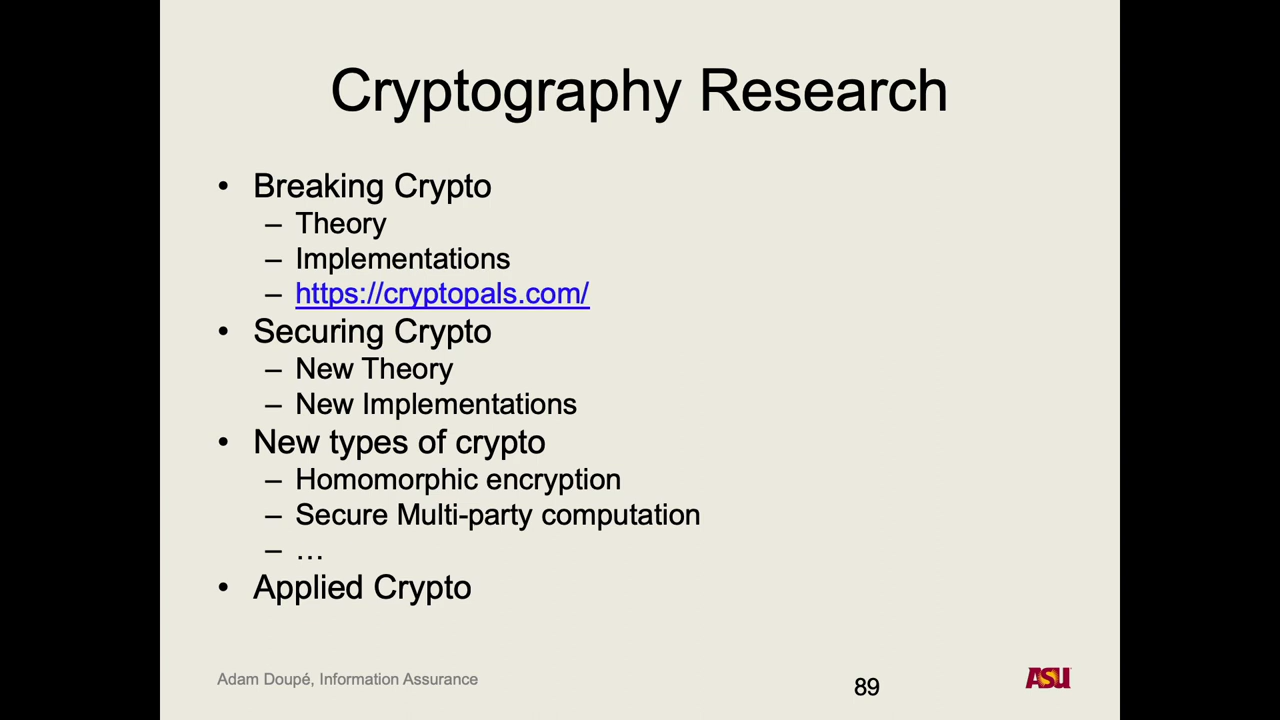 Cryptography Research
• Breaking Crypto
– Theory
– Implementations
– https://cryptopals.com/
• Securing Crypto
– New Theory
– New Implementations
• New types of crypto
– Homomorphic encryption
– Secure Multi-party computation
– …
• Applied Crypto
Adam Doupé, Information Assurance
89
ASU